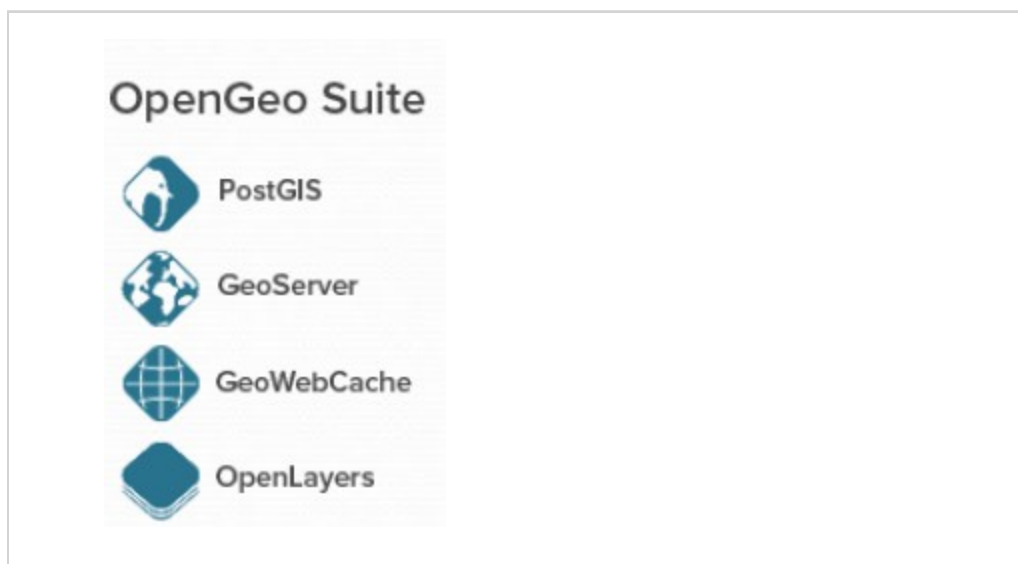 OpenGeo Suite
PostGIS
GeoServer
GeoWebCache
OpenLayers